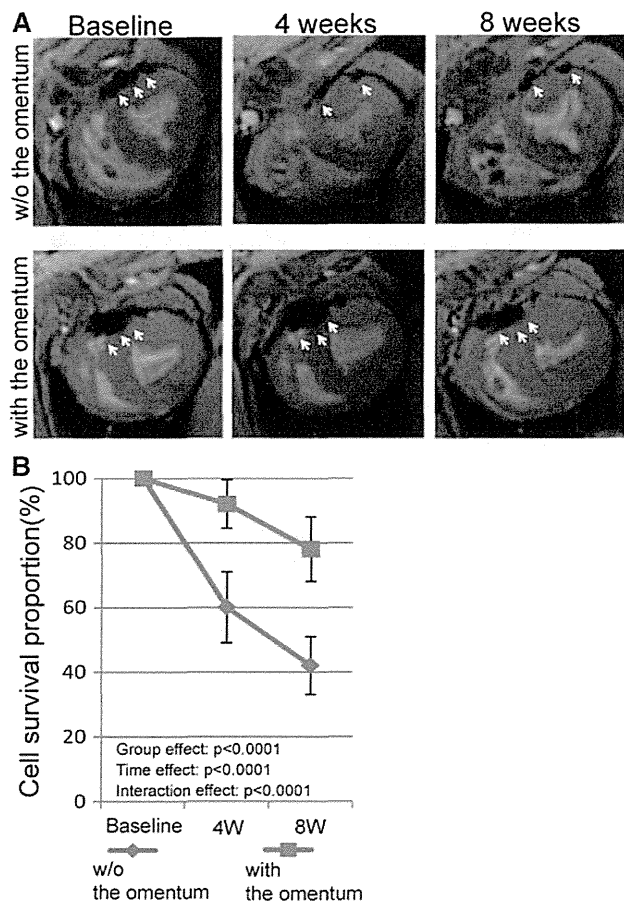 A
Baseline
4 weeks
8 weeks
w/o the omentum
with the omentum
B
Cell survival proportion(%)
100
80
60
40
20
0
Group effect: p<0.0001
Time effect: p<0.0001
Interaction effect: p<0.0001
Baseline
4W
8W
w/o
the omentum
with
the omentum